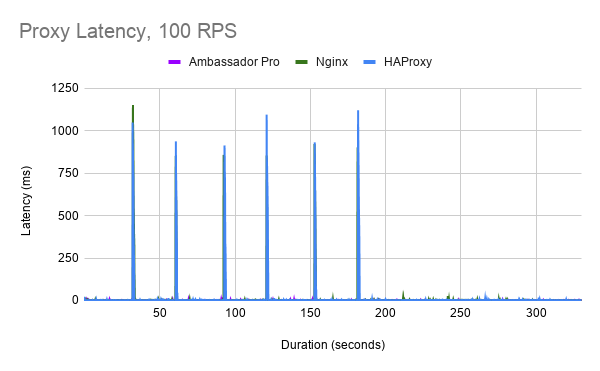 Proxy Latency, 100 RPS
Ambassador Pro Nginx HAProxy
Latency (ms)
1250
1000
750
500
250
0
50 100 150 200 250 300
Duration (seconds)